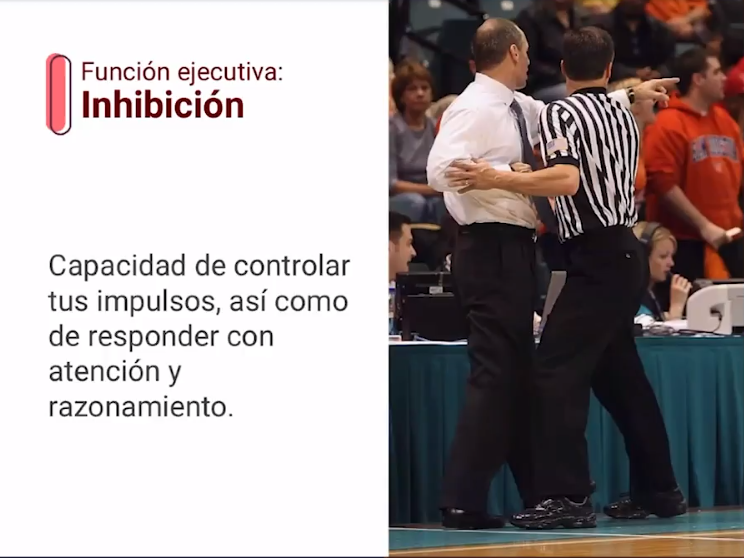 Función ejecutiva:
Inhibición
Capacidad de controlar
tus impulsos, así como
de responder con
atención y
razonamiento.